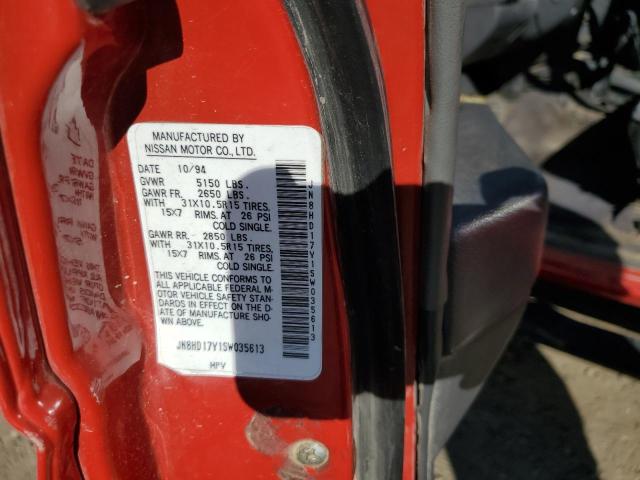 MANUFACTURED BY
NISSAN MOTOR CO., LTD.
DATE 10/94
GVWR 5150 LBS.
GAWR FR. 2650 LBS.
WITH 31X10.5R15 TIRES,
15X7 RIMS, AT 26 PSI
COLD SINGLE.
GAWR RR. 2850 LBS.
WITH 31X10.5R15 TIRES,
15X7 RIMS, AT 26 PSI
COLD SINGLE.
THIS VEHICLE CONFORMS TO
ALL APPLICABLE FEDERAL M-
OTOR VEHICLE SAFETY STAN-
DARDS IN EFFECT ON THE D-
ATE OF MANUFACTURE SHO-
WN ABOVE.
JN8HD17Y1SW035613
MPV
JN8HD17Y1SW035613